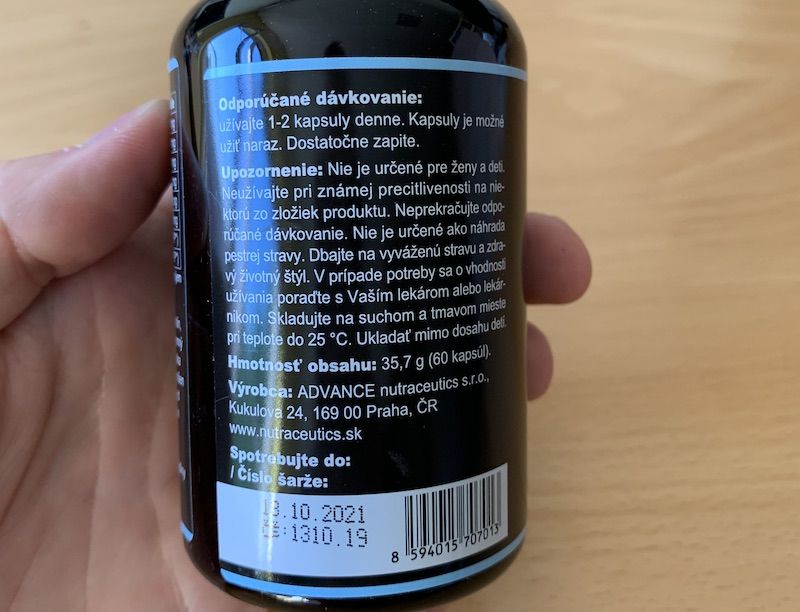 Odporúčané dávkovanie:
užívajte 1-2 kapsuly denne. Kapsuly je možné
užiť naraz. Dostatočne zapite.
Upozornenie: Nie je určené pre ženy a deti.
Neužívajte pri známej precitlivenosti na nie-
ktorú zo zložiek produktu. Neprekračujte odpo-
rúčané dávkovanie. Nie je určené ako náhrada
pestrej stravy. Dbajte na vyváženú stravu a zdra-
vý životný štýl. V prípade potreby sa o vhodnosti
užívania poraďte s Vaším lekárom alebo lekár-
nikom. Skladujte na suchom a tmavom mieste
pri teplote do 25 °C. Ukladať mimo dosahu detí.
Hmotnosť obsahu: 35,7 g (60 kapsúl).
Výrobca: ADVANCE nutraceutics s.r.o.,
Kukulova 24, 169 00 Praha, ČR
www.nutraceutics.sk
Spotrebujte do:
/ Číslo šarže:
13.10.2021
1310.19
8 594015 707013